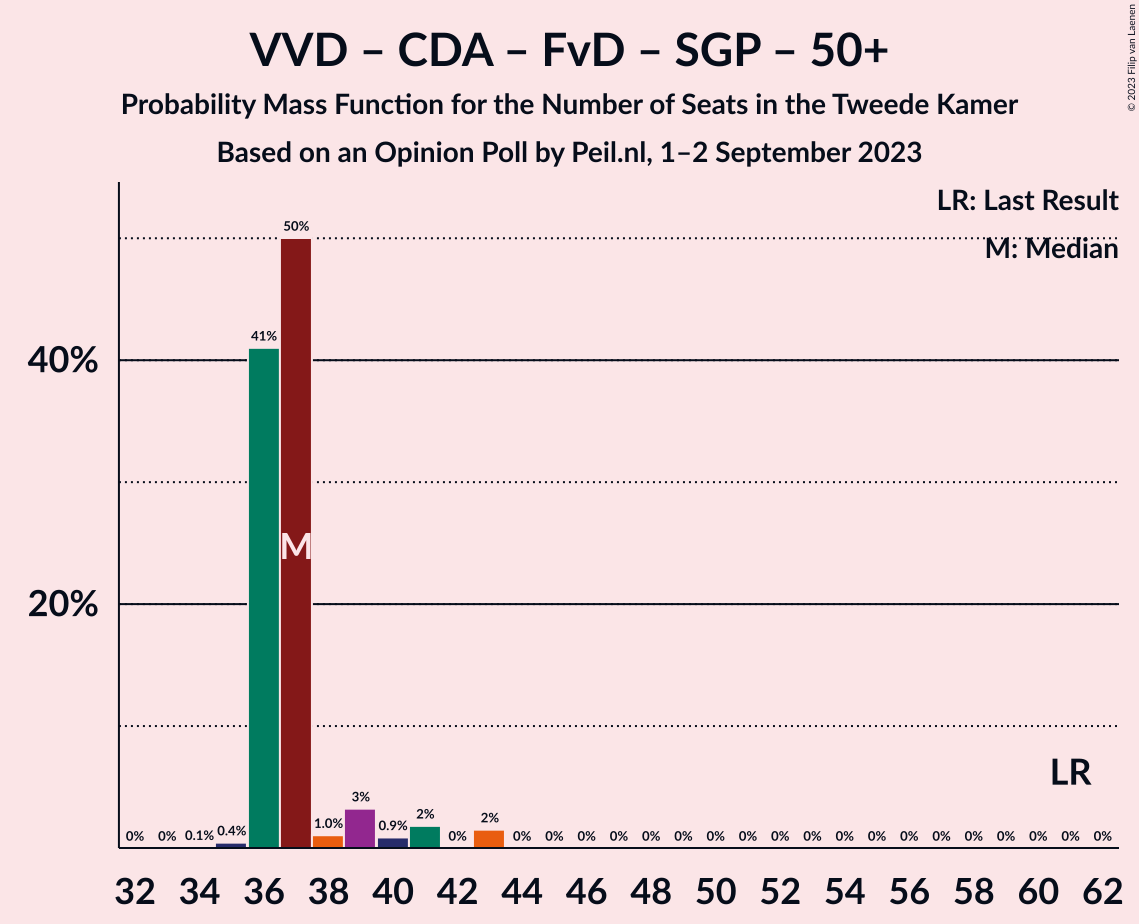 VVD – CDA – FvD – SGP – 50+
Probability Mass Function for the Number of Seats in the Tweede Kamer
Based on an Opinion Poll by Peil.nl, 1–2 September 2023
© 2023 Filip van Laenen
LR: Last Result
M: Median
40%
20%
0% 0% 0.1% 0.4% 41% 50% 1.0% 3% 0.9% 2% 0% 2% 0% 0% 0% 0% 0% 0% 0% 0% 0% 0% 0% 0% 0% 0% 0% 0% 0% 0% 0%
M
LR
32 34 36 38 40 42 44 46 48 50 52 54 56 58 60 62